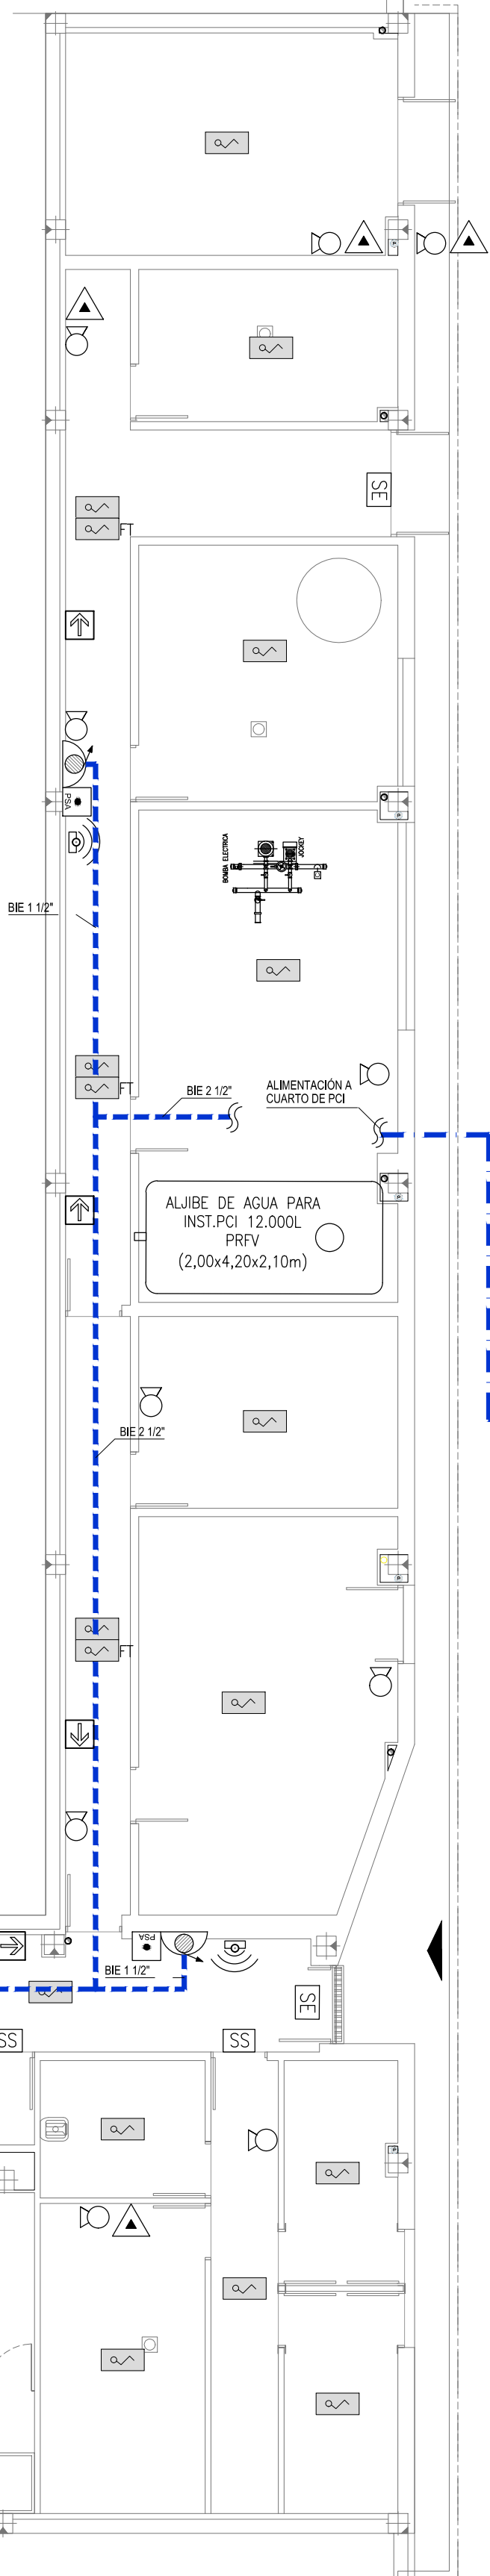 SE
FT
PSA
BOMBA ELECTRICA
JOCKEY
BIE 1 1/2"
FT
BIE 2 1/2"
ALIMENTACIÓN A
CUARTO DE PCI
ALJIBE DE AGUA PARA
INST.PCI 12.000L
PRFV
(2,00x4,20x2,10m)
BIE 2 1/2"
FT
PSA
BIE 1 1/2"
SE
SS
SS